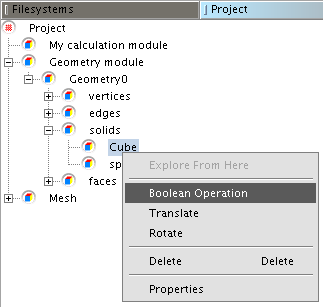 Filesystems
Project
Project
My calculation module
Geometry module
Geometry0
vertices
edges
solids
Cube
sp
faces
Mesh
Explore From Here
Boolean Operation
Translate
Rotate
Delete Delete
Properties